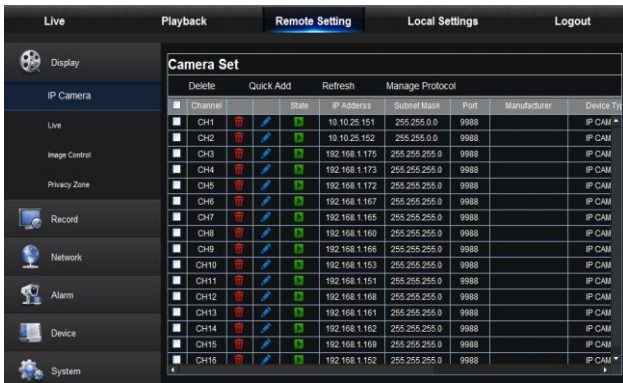 Live Playback Remote Setting Local Settings Logout
Display
IP Camera
Live
Image Control
Privacy Zone
Record
Network
Alarm
Device
System
Camera Set
Delete Quick Add Refresh Manage Protocol
Channel State IP Adderss Subnet Mask Port Manufacturer Device Ty
CH1 10.10.25.151 255.255.0.0 9988 IP CAM
CH2 10.10.25.152 255.255.0.0 9988 IP CAM
CH3 192.168.1.175 255.255.255.0 9988 IP CAM
CH4 192.168.1.173 255.255.255.0 9988 IP CAM
CH5 192.168.1.172 255.255.255.0 9988 IP CAM
CH6 192.168.1.167 255.255.255.0 9988 IP CAM
CH7 192.168.1.165 255.255.255.0 9988 IP CAM
CH8 192.168.1.160 255.255.255.0 9988 IP CAM
CH9 192.168.1.166 255.255.255.0 9988 IP CAM
CH10 192.168.1.153 255.255.255.0 9988 IP CAM
CH11 192.168.1.151 255.255.255.0 9988 IP CAM
CH12 192.168.1.168 255.255.255.0 9988 IP CAM
CH13 192.168.1.161 255.255.255.0 9988 IP CAM
CH14 192.168.1.162 255.255.255.0 9988 IP CAM
CH15 192.168.1.169 255.255.255.0 9988 IP CAM
CH16 192.168.1.152 255.255.255.0 9988 IP CAM